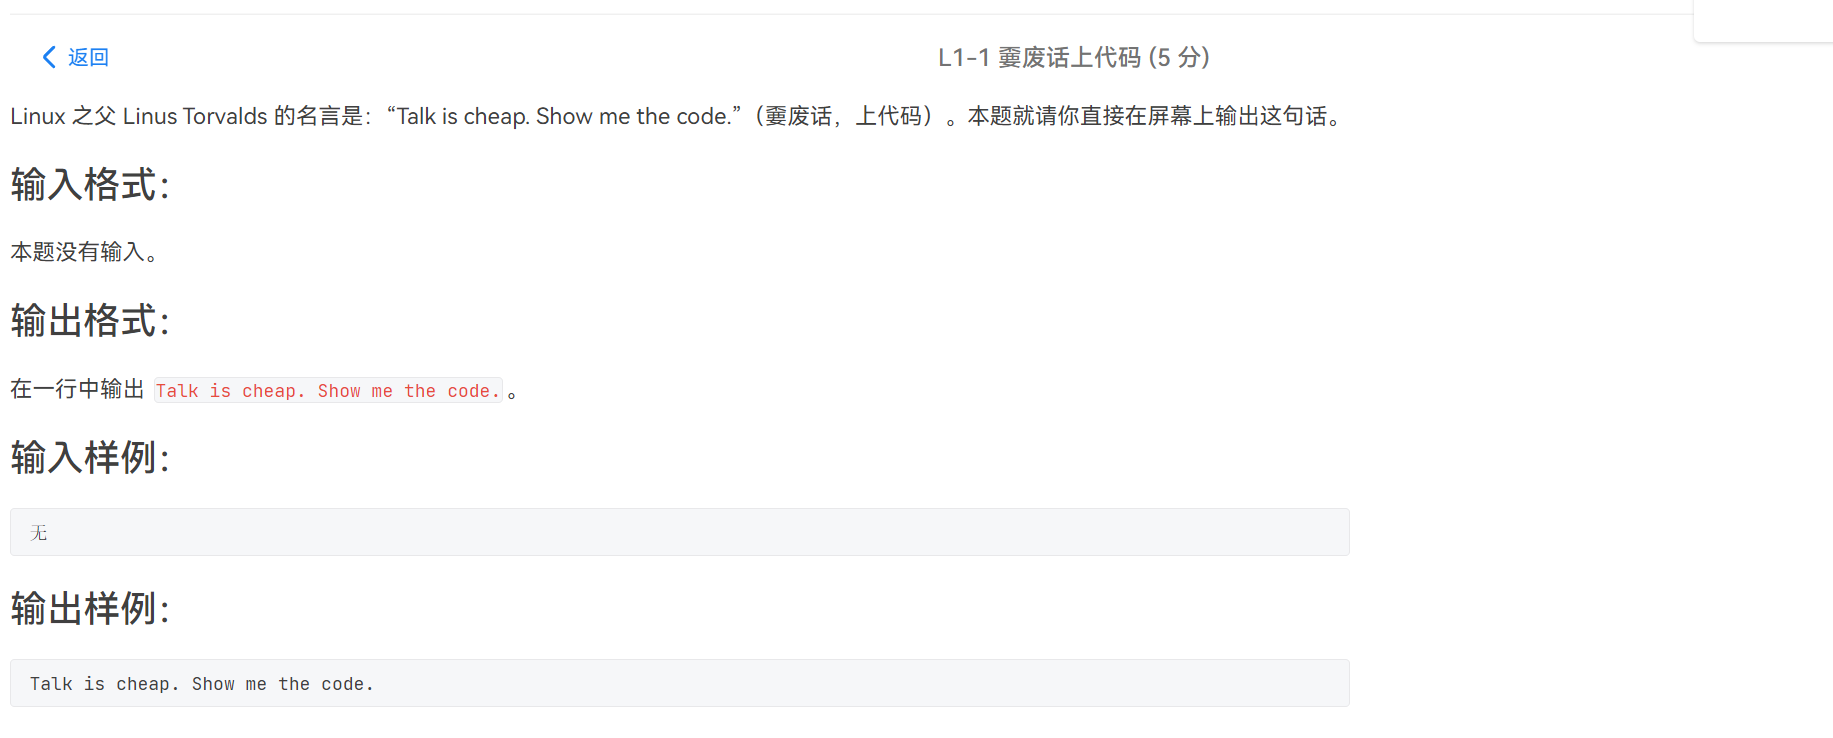 返回
L1-1 嫑废话上代码 (5 分)
Linux 之父 Linus Torvalds 的名言是：“Talk is cheap. Show me the code.”（嫑废话，上代码）。本题就请你直接在屏幕上输出这句话。
输入格式：
本题没有输入。
输出格式：
在一行中输出 Talk is cheap. Show me the code. 。
输入样例：
无
输出样例：
Talk is cheap. Show me the code.